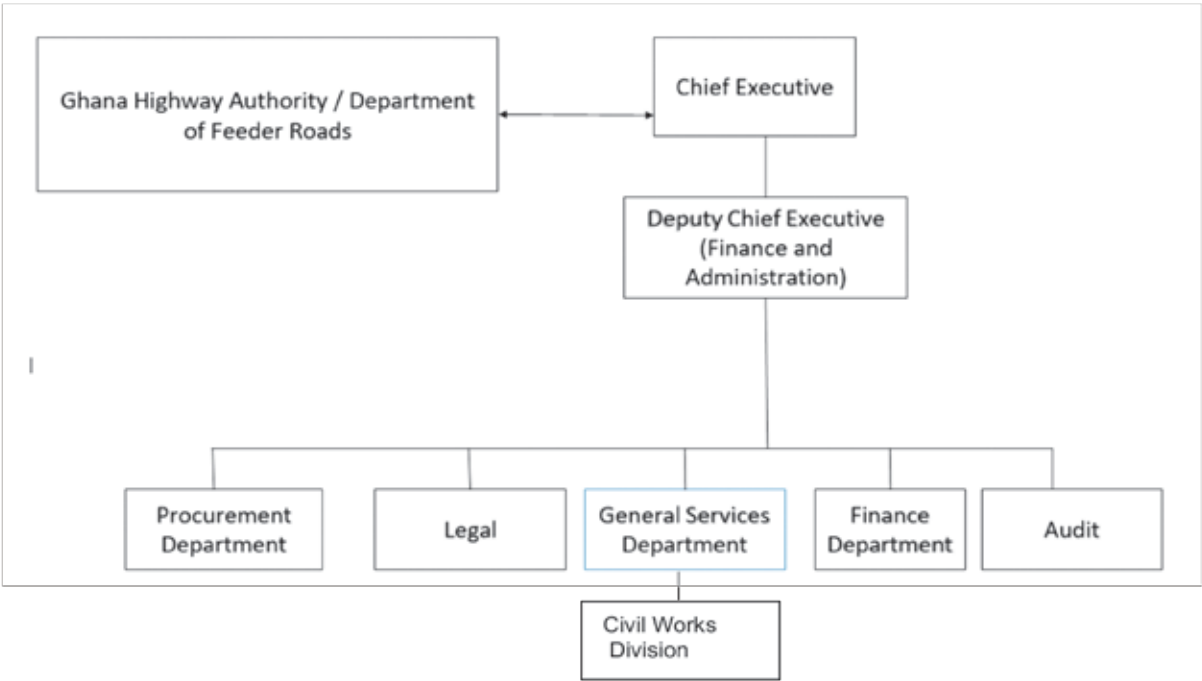 Ghana Highway Authority / Department
of Feeder Roads
Chief Executive
Deputy Chief Executive
(Finance and
Administration)
Procurement
Department
Legal
General Services
Department
Finance
Department
Audit
Civil Works
Division